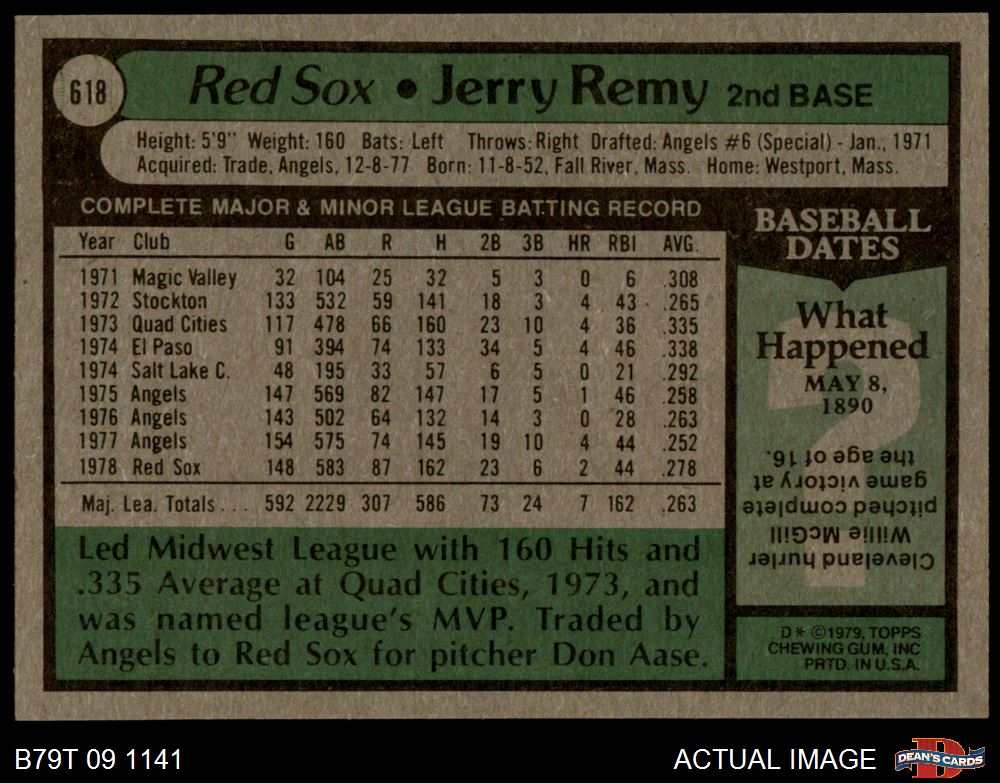 618
Red Sox • Jerry Remy 2nd BASE
Height: 5'9" Weight: 160 Bats: Left Throws: Right Drafted: Angels #6 (Special) - Jan., 1971
Acquired: Trade, Angels, 12-8-77 Born: 11-8-52, Fall River, Mass. Home: Westport, Mass.
COMPLETE MAJOR & MINOR LEAGUE BATTING RECORD
Year Club G AB R H 2B 3B HR RBI AVG.
1971 Magic Valley 32 104 25 32 5 3 0 6 .308
1972 Stockton 133 532 59 141 18 3 4 43 .265
1973 Quad Cities 117 478 66 160 23 10 4 36 .335
1974 El Paso 91 394 74 133 34 5 4 46 .338
1974 Salt Lake C. 48 195 33 57 6 5 0 21 .292
1975 Angels 147 569 82 147 17 5 1 46 .258
1976 Angels 143 502 64 132 14 3 0 28 .263
1977 Angels 154 575 74 145 19 10 4 44 .252
1978 Red Sox 148 583 87 162 23 6 2 44 .278
Maj. Lea. Totals . . . 592 2229 307 586 73 24 7 162 .263
Led Midwest League with 160 Hits and
.335 Average at Quad Cities, 1973, and
was named league's MVP. Traded by
Angels to Red Sox for pitcher Don Aase.
BASEBALL
DATES
What
Happened
MAY 8,
1890
?
Cleveland hurler
Willie McGill
pitched complete
game victory at
the age of 16.
D* ©1979, TOPPS
CHEWING GUM, INC
PRTD. IN U.S.A.
B79T 09 1141
ACTUAL IMAGE
D
DEAN'S CARDS